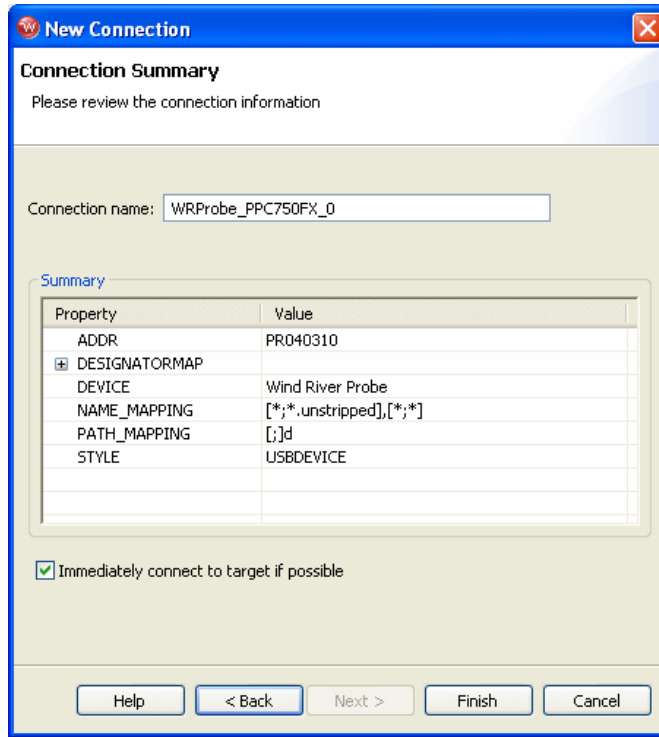 New Connection
Connection Summary
Please review the connection information
Connection name: WRProbe_PPC750FX_0
Summary
Property Value
ADDR PR040310
DESIGNATORMAP
DEVICE Wind River Probe
NAME_MAPPING [*;*.unstripped],[*;*]
PATH_MAPPING [;]d
STYLE USBDEVICE
Immediately connect to target if possible
Help < Back Next > Finish Cancel